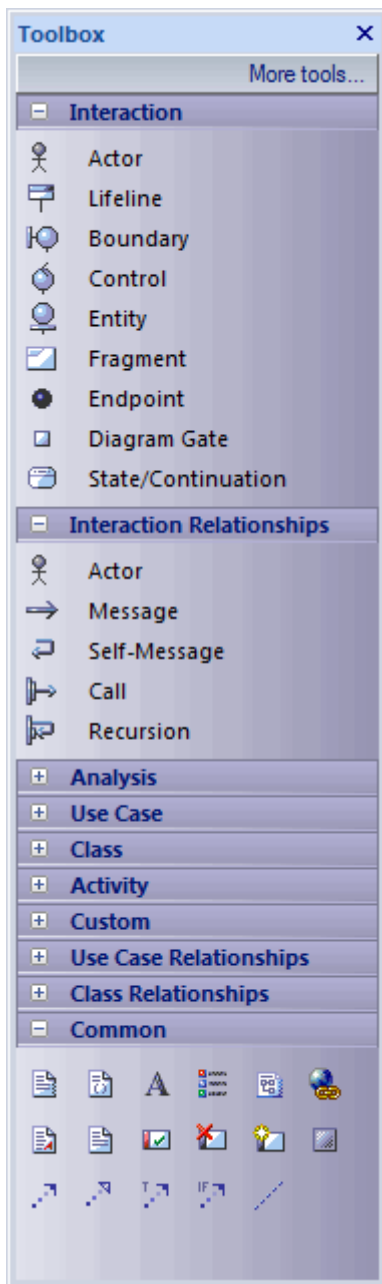 Toolbox
More tools...
Interaction
Actor
Lifeline
Boundary
Control
Entity
Fragment
Endpoint
Diagram Gate
State/Continuation
Interaction Relationships
Actor
Message
Self-Message
Call
Recursion
Analysis
Use Case
Class
Activity
Custom
Use Case Relationships
Class Relationships
Common
A
T IF